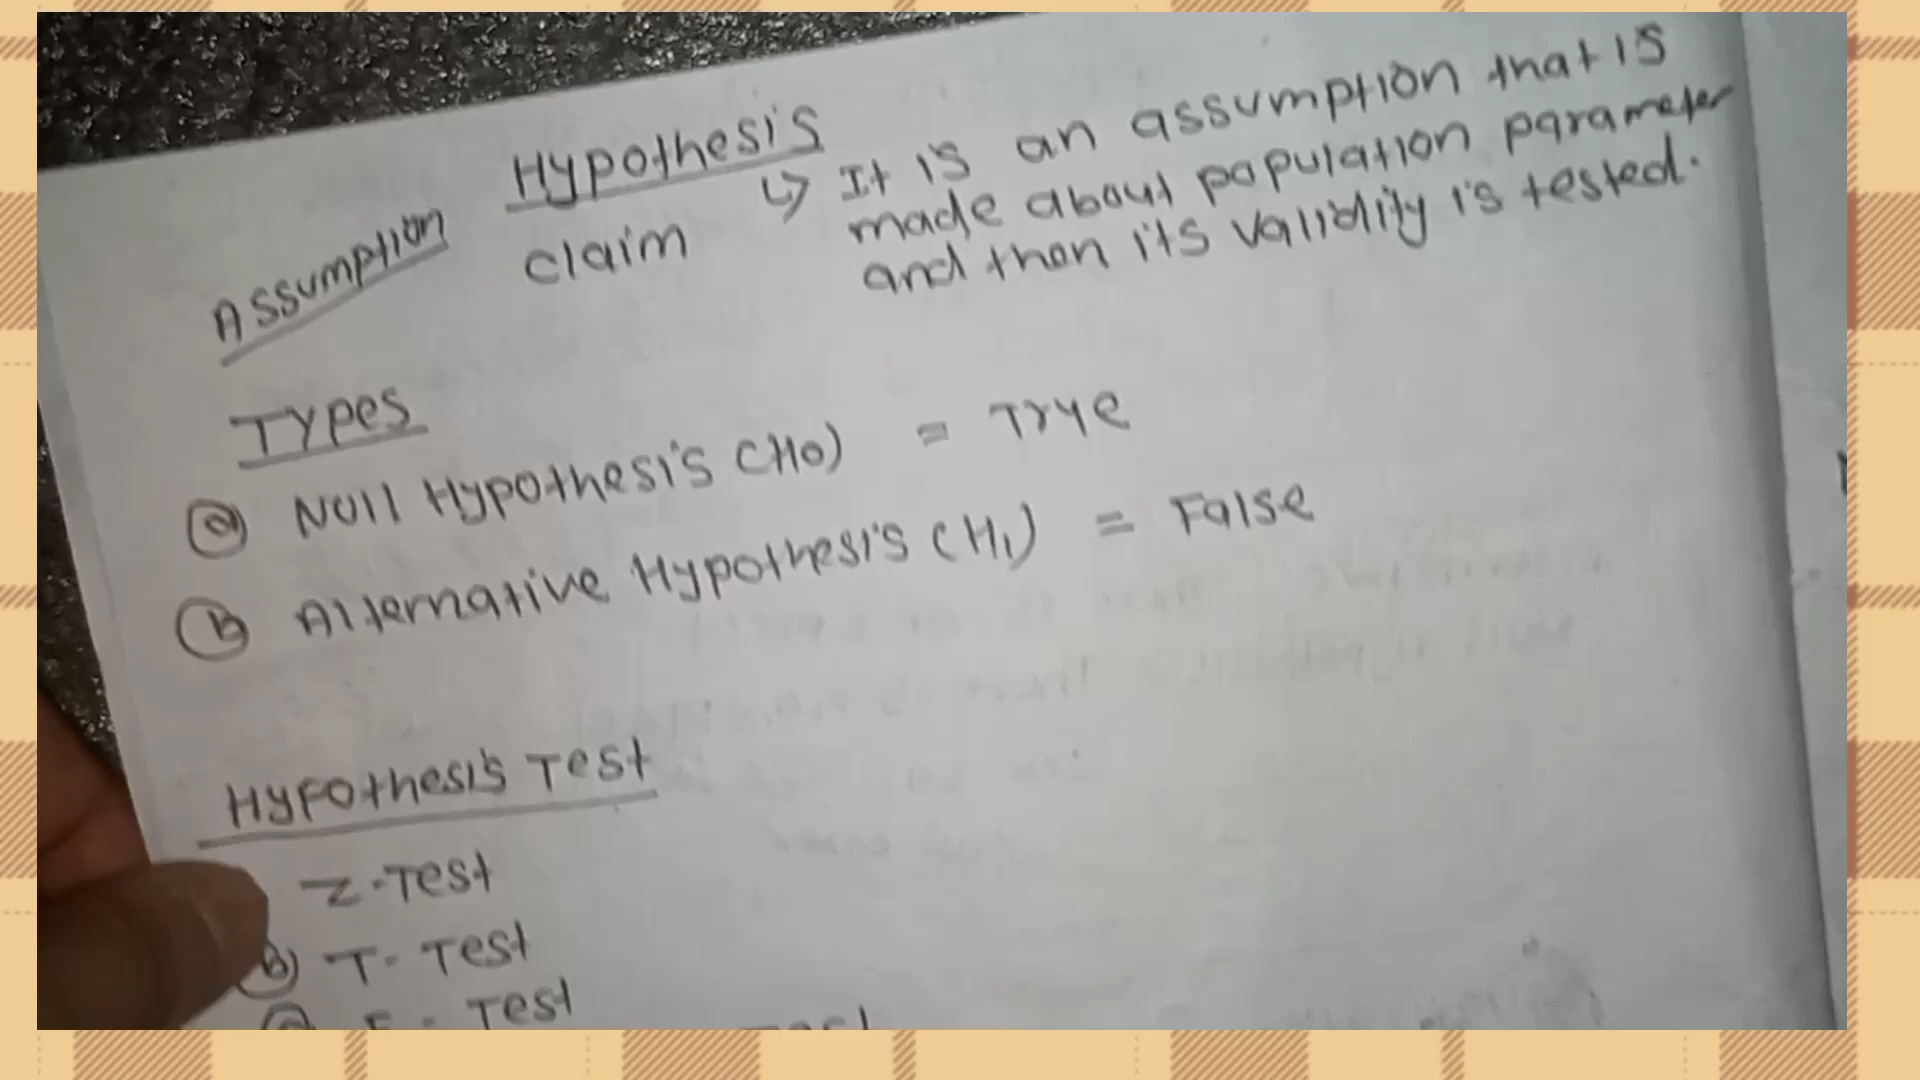 Hypothesis
↳ It is an assumption that is
made about population parameter
and then its validity is tested.
Assumption claim
Types
(a) Null Hypothesis (H0) = True
(b) Alternative Hypothesis (H1) = False
Hypothesis Test
Z-Test
(b) T-Test
F-Test